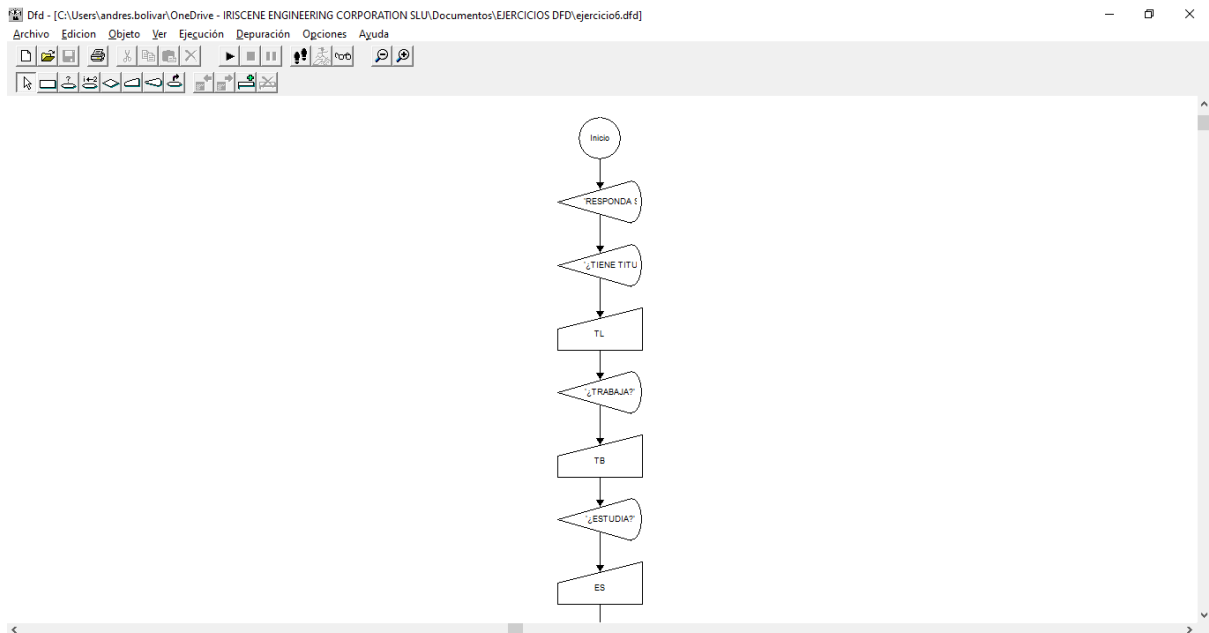 Dfd - [C:\Users\andres.bolivar\OneDrive - IRISCENE ENGINEERING CORPORATION SLU\Documentos\EJERCICIOS DFD\ejercicio6.dfd]
Archivo Edicion Objeto Ver Ejecución Depuración Opciones Ayuda
Inicio
'RESPONDA S
'¿TIENE TITU
TL
'¿TRABAJA?'
TB
'¿ESTUDIA?'
ES